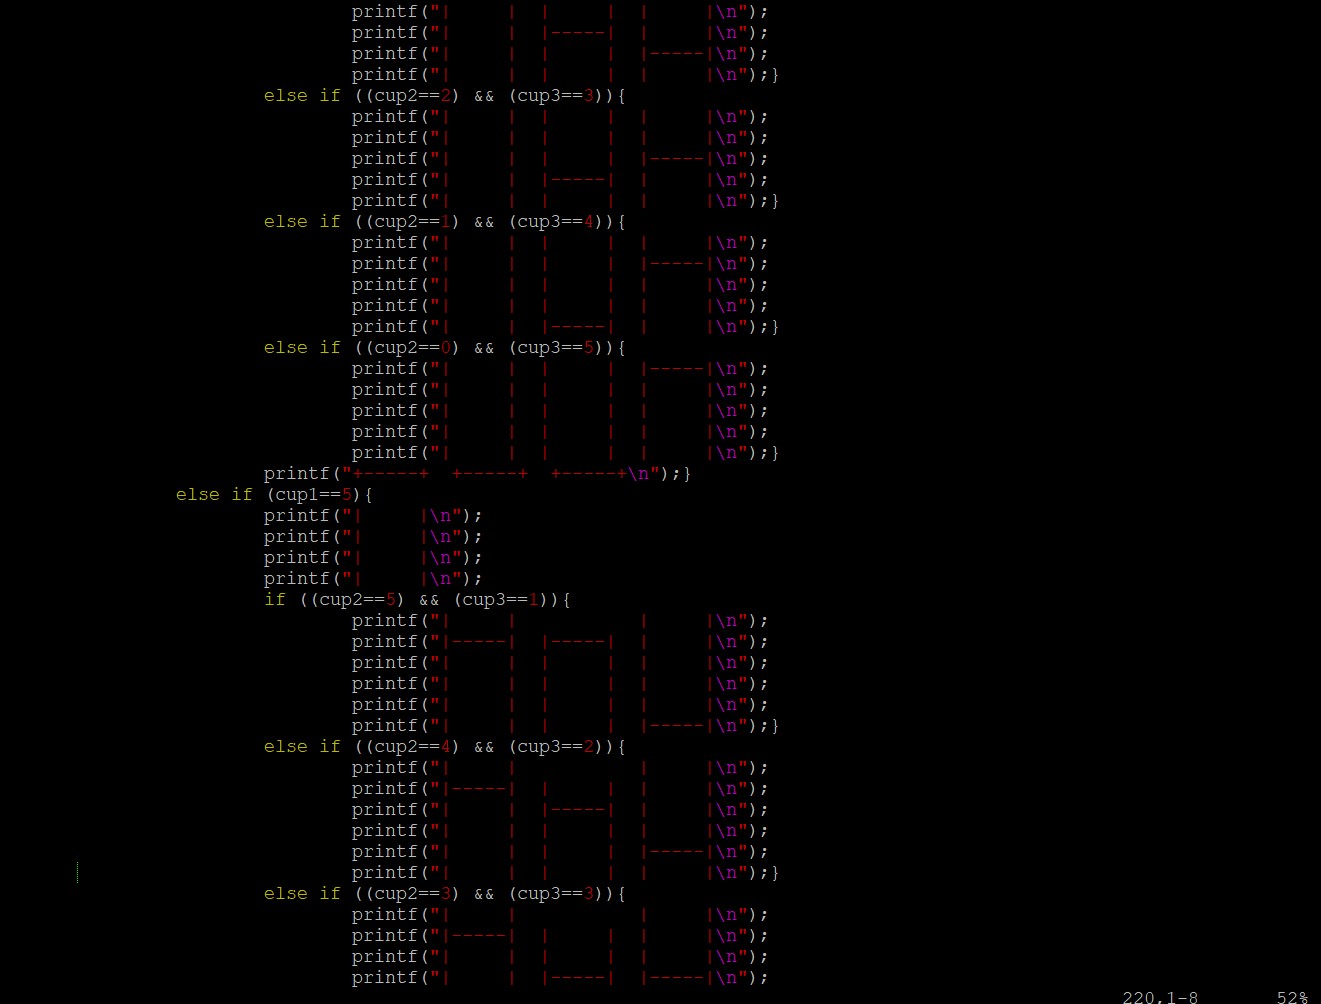 printf("|     |  |     |  |     |\n");
                                printf("|     |  |-----|  |     |\n");
                                printf("|     |  |     |  |-----|\n");
                                printf("|     |  |     |  |     |\n");}
                        else if ((cup2==2) && (cup3==3)){
                                printf("|     |  |     |  |     |\n");
                                printf("|     |  |     |  |     |\n");
                                printf("|     |  |     |  |-----|\n");
                                printf("|     |  |-----|  |     |\n");
                                printf("|     |  |     |  |     |\n");}
                        else if ((cup2==1) && (cup3==4)){
                                printf("|     |  |     |  |     |\n");
                                printf("|     |  |     |  |-----|\n");
                                printf("|     |  |     |  |     |\n");
                                printf("|     |  |     |  |     |\n");
                                printf("|     |  |-----|  |     |\n");}
                        else if ((cup2==0) && (cup3==5)){
                                printf("|     |  |     |  |-----|\n");
                                printf("|     |  |     |  |     |\n");
                                printf("|     |  |     |  |     |\n");
                                printf("|     |  |     |  |     |\n");
                                printf("|     |  |     |  |     |\n");}
                        printf("+-----+  +-----+  +-----+\n");}
                else if (cup1==5){
                        printf("|     |\n");
                        printf("|     |\n");
                        printf("|     |\n");
                        printf("|     |\n");
                        if ((cup2==5) && (cup3==1)){
                                printf("|     |           |     |\n");
                                printf("|-----|  |-----|  |     |\n");
                                printf("|     |  |     |  |     |\n");
                                printf("|     |  |     |  |     |\n");
                                printf("|     |  |     |  |     |\n");
                                printf("|     |  |     |  |-----|\n");}
                        else if ((cup2==4) && (cup3==2)){
                                printf("|     |           |     |\n");
                                printf("|-----|  |     |  |     |\n");
                                printf("|     |  |-----|  |     |\n");
                                printf("|     |  |     |  |     |\n");
                                printf("|     |  |     |  |-----|\n");
                                printf("|     |  |     |  |     |\n");}
                        else if ((cup2==3) && (cup3==3)){
                                printf("|     |           |     |\n");
                                printf("|-----|  |     |  |     |\n");
                                printf("|     |  |     |  |     |\n");
                                printf("|     |  |-----|  |-----|\n");
220,1-8       52%